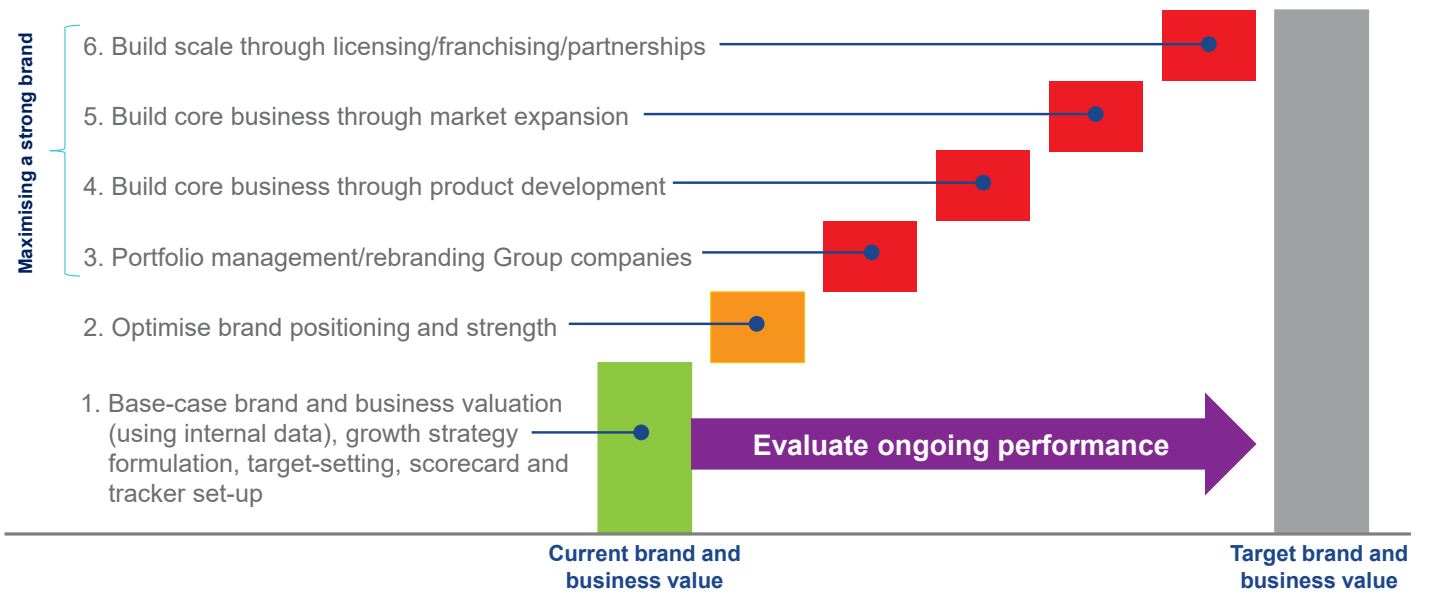 Maximising a strong brand
6. Build scale through licensing/franchising/partnerships
5. Build core business through market expansion
4. Build core business through product development
3. Portfolio management/rebranding Group companies
2. Optimise brand positioning and strength
1. Base-case brand and business valuation
(using internal data), growth strategy
formulation, target-setting, scorecard and
tracker set-up
Evaluate ongoing performance
Current brand and
business value
Target brand and
business value